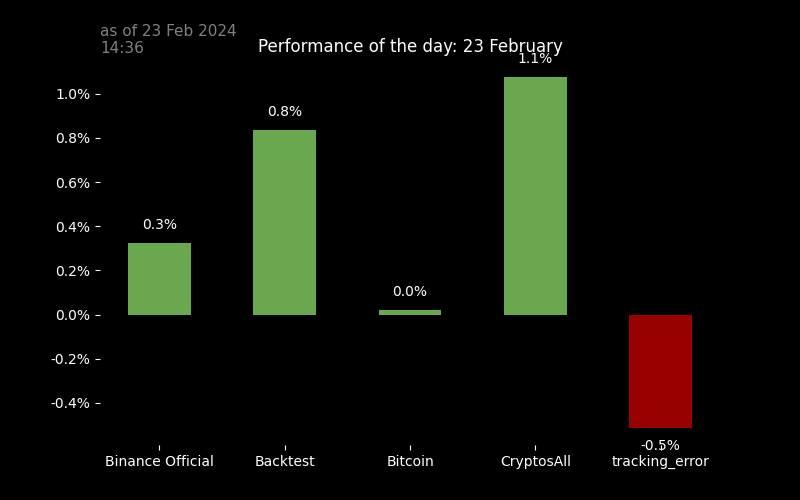 as of 23 Feb 2024
14:36
Performance of the day: 23 February
1.1%
1.0%
0.8%
0.8%
0.6%
0.4%
0.3%
0.2%
0.0%
0.0%
-0.2%
-0.4%
-0.5%
Binance Official
Backtest
Bitcoin
CryptosAll
tracking_error